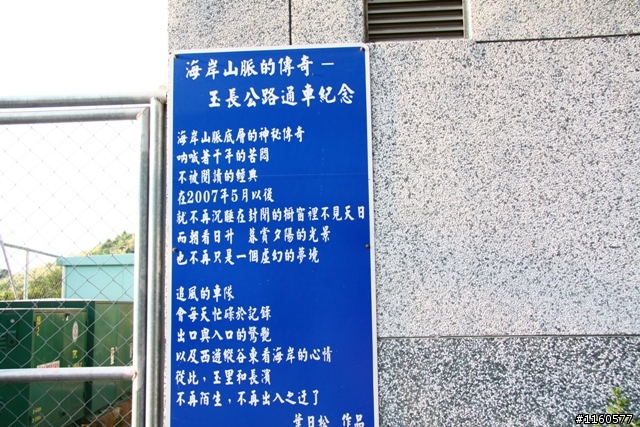 海岸山脈的傳奇－
玉長公路通車紀念
海岸山脈底層的神秘傳奇
吶喊著千年的苦悶
不被閱讀的經典
在2007年5月以後
就不再沉睡在封閉的樹窗裡不見天日
而朝看日升 暮賞夕陽的光景
也不再只是一個虛幻的夢境
追風的車隊
會每天忙碌於記錄
出口與入口的驚艷
以及西遊縱谷東看海岸的心情
從此，玉里和長濱
不再陌生，不再出入之迂了
葉日松 作品
#1160577